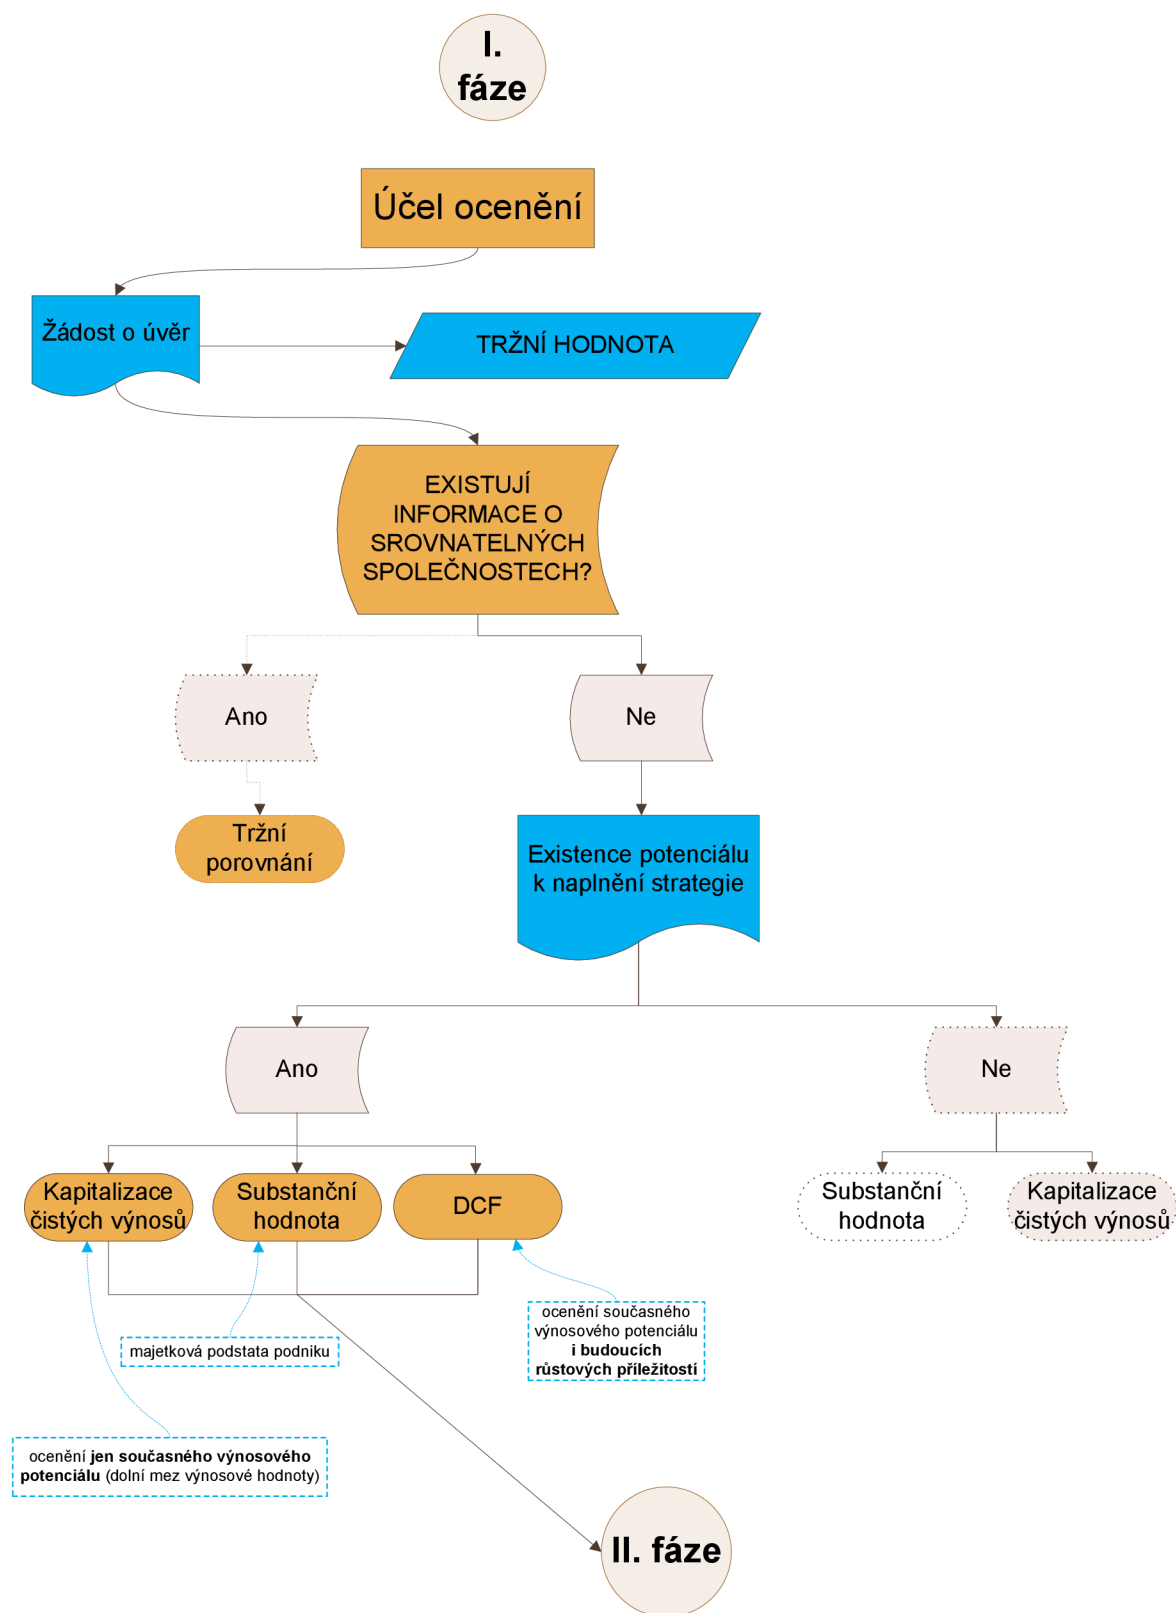 I.
fáze
Účel ocenění
Žádost o úvěr
TRŽNÍ HODNOTA
EXISTUJÍ
INFORMACE O
SROVNATELNÝCH
SPOLEČNOSTECH?
Ano
Ne
Tržní
porovnání
Existence potenciálu
k naplnění strategie
Ano
Ne
Kapitalizace
čistých výnosů
Substanční
hodnota
DCF
Substanční
hodnota
Kapitalizace
čistých výnosů
ocenění současného
výnosového potenciálu
i budoucích
růstových příležitostí
majetková podstata podniku
ocenění jen současného výnosového
potenciálu (dolní mez výnosové hodnoty)
II. fáze